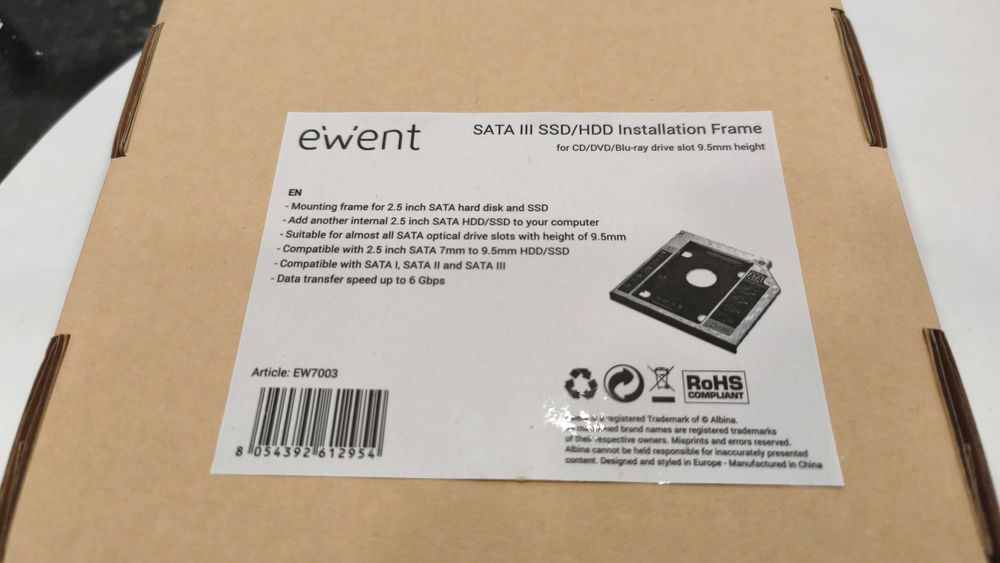 ewent
SATA III SSD/HDD Installation Frame
for CD/DVD/Blu-ray drive slot 9.5mm height
EN
- Mounting frame for 2.5 inch SATA hard disk and SSD
- Add another internal 2.5 inch SATA HDD/SSD to your computer
- Suitable for almost all SATA optical drive slots with height of 9.5mm
- Compatible with 2.5 inch SATA 7mm to 9.5mm HDD/SSD
- Compatible with SATA I, SATA II and SATA III
- Data transfer speed up to 6 Gbps
SATA
Article: EW7003
8 054392 612954
RoHS
COMPLIANT
registered Trademark of © Albina.
brand names are registered trademarks
of their respective owners. Misprints and errors reserved.
Albina cannot be held responsible for inaccurately presented
content. Designed and styled in Europe - Manufactured in China